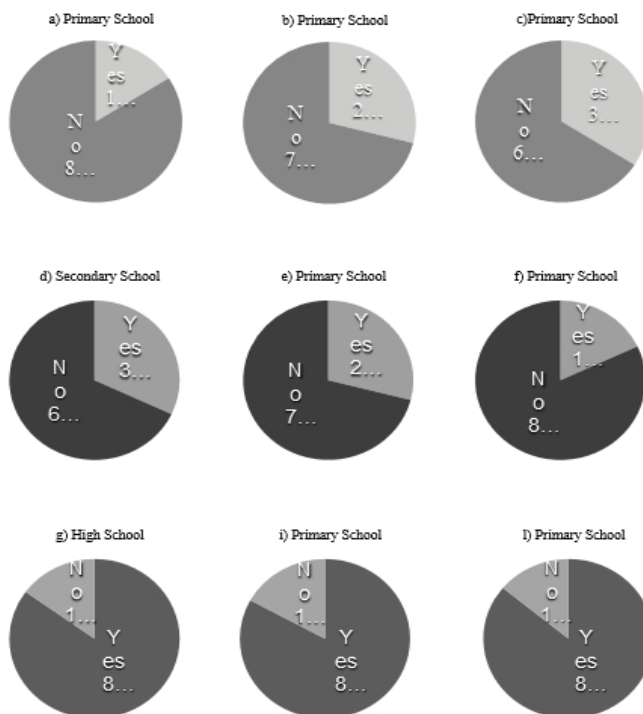 a) Primary School
Y
es
1...
N
o
8...
b) Primary School
Y
es
2...
N
o
7...
c)Primary School
Y
es
3...
N
o
6...
d) Secondary School
Y
es
3...
N
o
6...
e) Primary School
Y
es
2...
N
o
7...
f) Primary School
Y
es
1...
N
o
8...
g) High School
N
o
1...
Y
es
8...
i) Primary School
N
o
1...
Y
es
8...
l) Primary School
N
o
1...
Y
es
8...